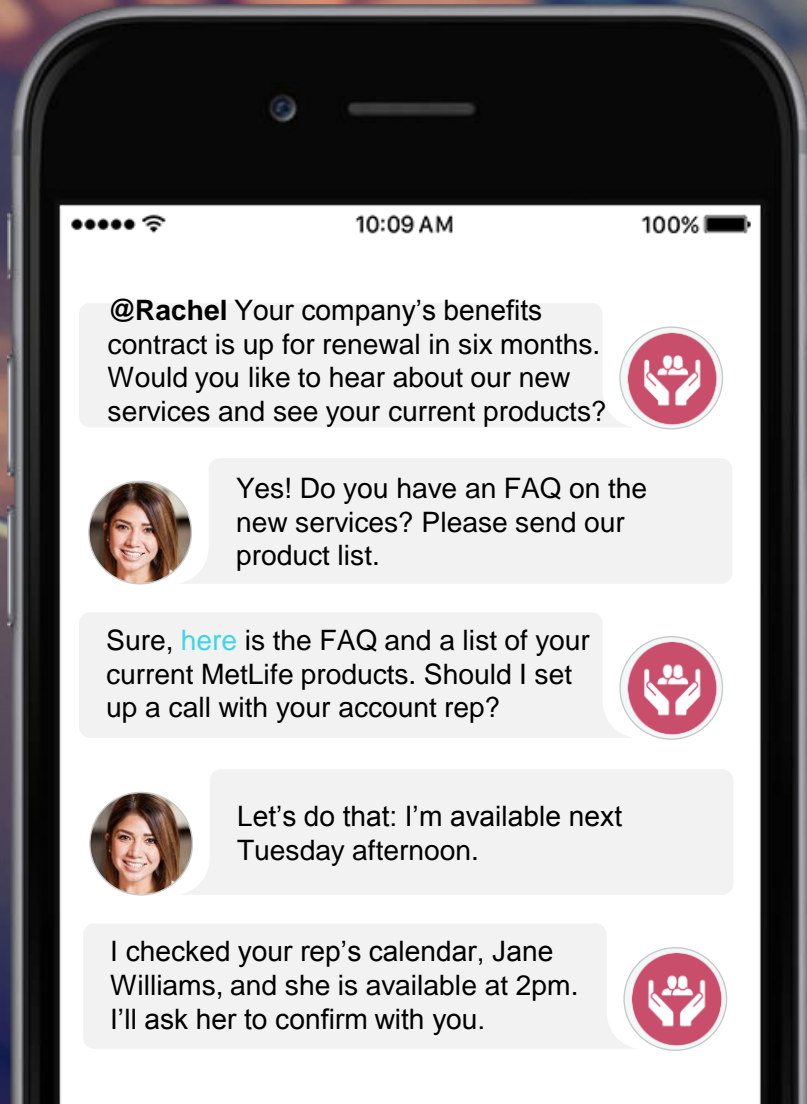 10:09 AM 100%
@Rachel Your company’s benefits
contract is up for renewal in six months.
Would you like to hear about our new
services and see your current products?
Yes! Do you have an FAQ on the
new services? Please send our
product list.
Sure, here is the FAQ and a list of your
current MetLife products. Should I set
up a call with your account rep?
Let’s do that: I’m available next
Tuesday afternoon.
I checked your rep’s calendar, Jane
Williams, and she is available at 2pm.
I’ll ask her to confirm with you.